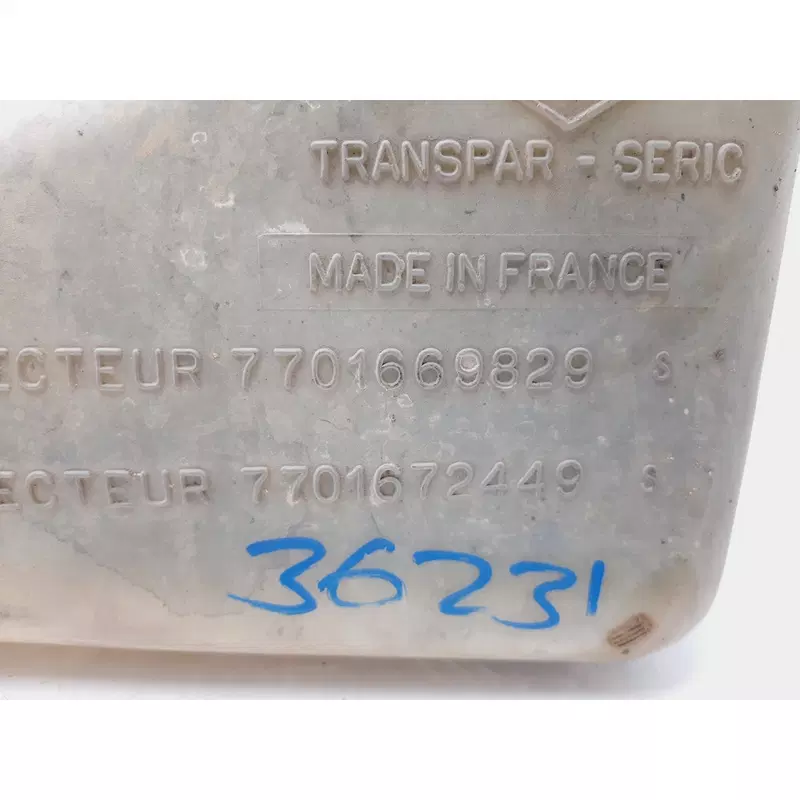 TRANSPAR - SERIC
MADE IN FRANCE
ECTEUR 7701669829 S
ECTEUR 7701672449 S
36231